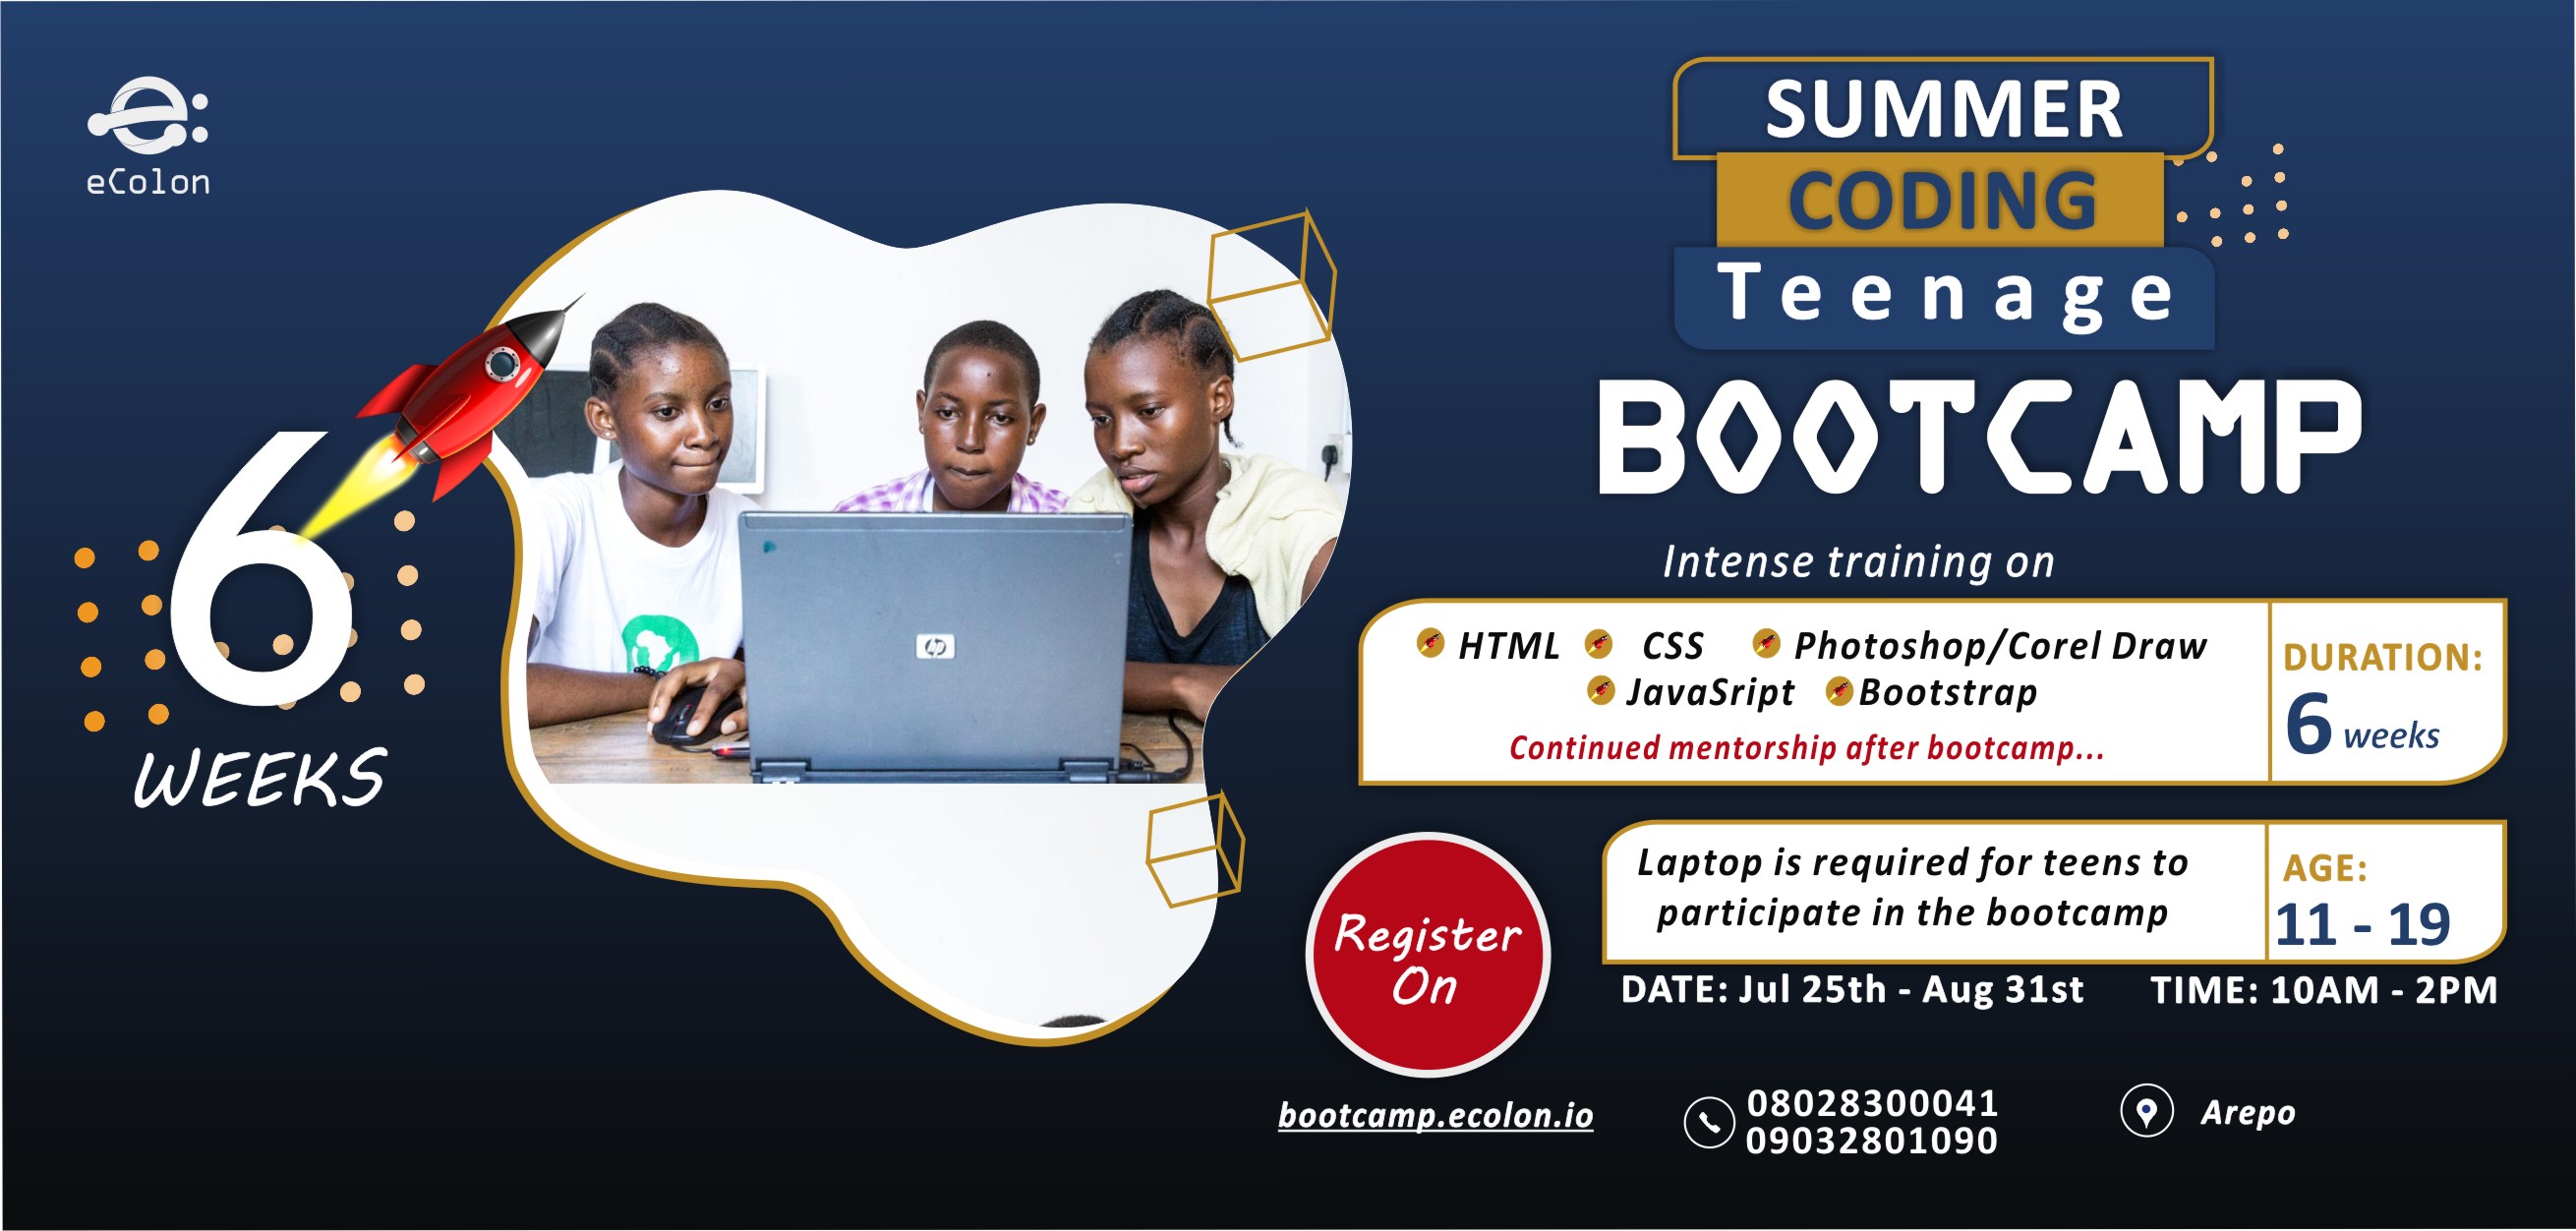 eColon
6
WEEKS
hp
SUMMER
CODING
Teenage
BOOTCAMP
Intense training on
HTML CSS Photoshop/Corel Draw
JavaSript Bootstrap
Continued mentorship after bootcamp...
DURATION:
6 weeks
Laptop is required for teens to
participate in the bootcamp
AGE:
11 - 19
DATE: Jul 25th - Aug 31st TIME: 10AM - 2PM
Register
On
bootcamp.ecolon.io
08028300041
09032801090
Arepo